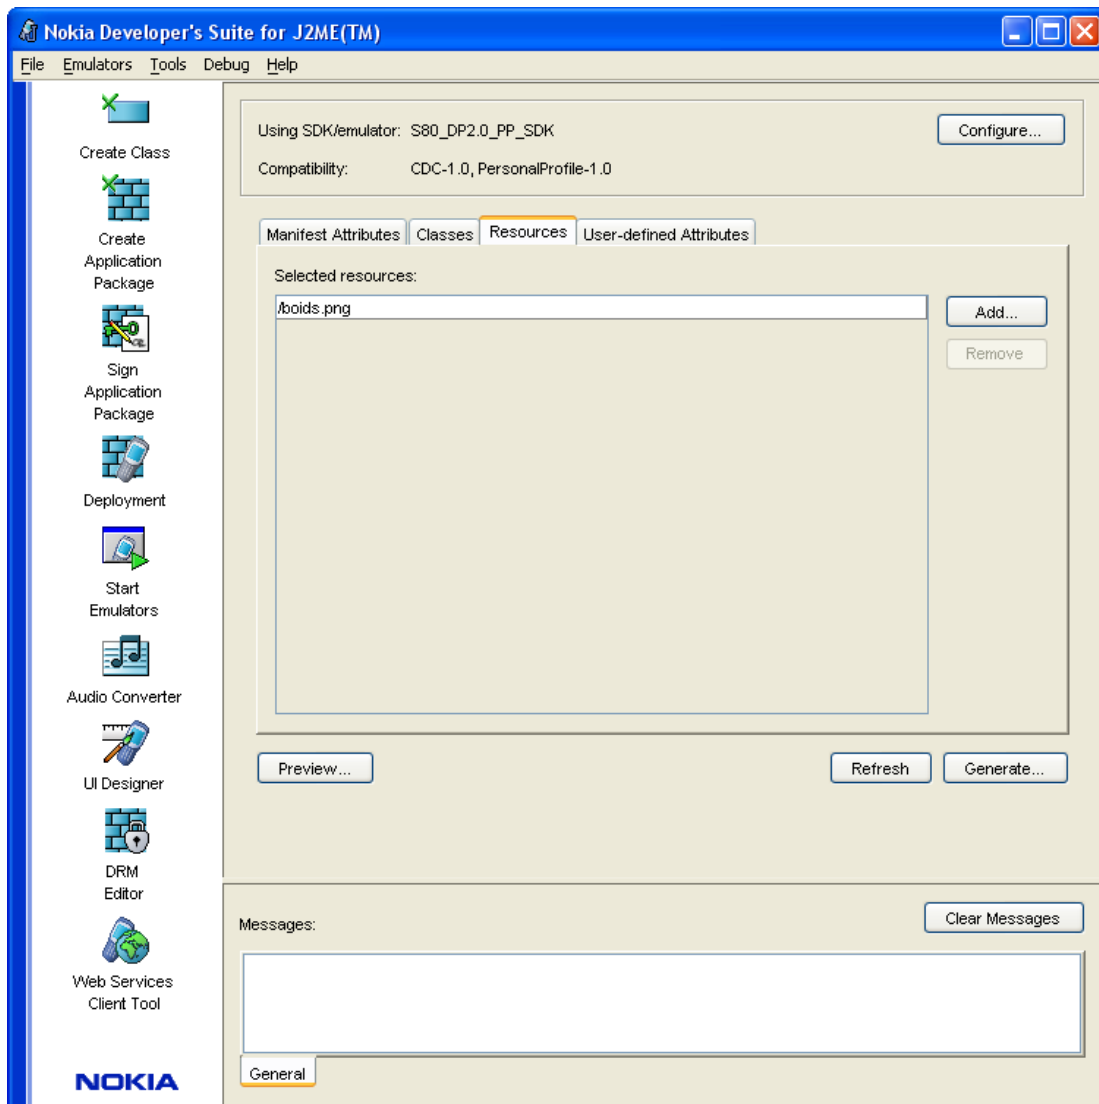 Nokia Developer's Suite for J2ME(TM)
File Emulators Tools Debug Help
Create Class
Create
Application
Package
Sign
Application
Package
Deployment
Start
Emulators
Audio Converter
UI Designer
DRM
Editor
Web Services
Client Tool
NOKIA
Using SDK/emulator: S80_DP2.0_PP_SDK
Configure...
Compatibility: CDC-1.0, PersonalProfile-1.0
Manifest Attributes Classes Resources User-defined Attributes
Selected resources:
/boids.png
Add...
Remove
Preview... Refresh Generate...
Messages:
Clear Messages
General